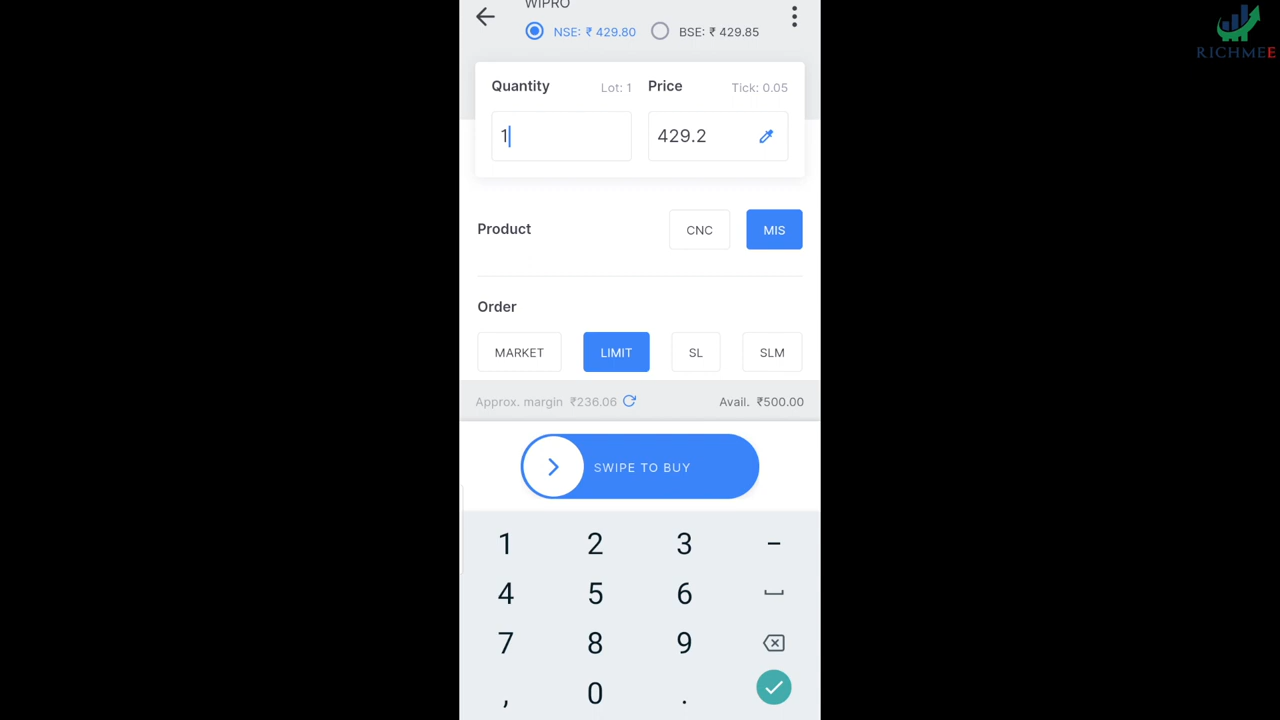 WIPRO
NSE: ₹ 429.80 BSE: ₹ 429.85
RICHMEE
Quantity Lot: 1 Price Tick: 0.05
1 429.2
Product CNC MIS
Order
MARKET LIMIT SL SLM
Approx. margin ₹236.06 Avail. ₹500.00
SWIPE TO BUY
1 2 3 -
4 5 6
7 8 9
, 0 .